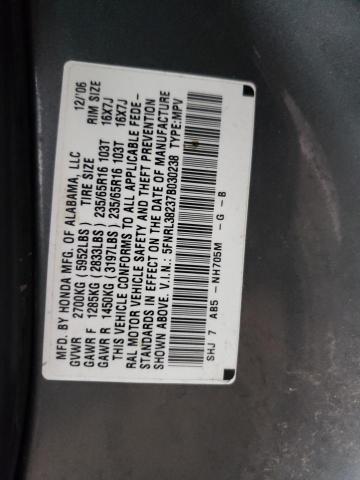 MFD. BY HONDA MFG. OF ALABAMA, LLC 12/'06
GVWR 2700KG (5952LBS) TIRE SIZE RIM SIZE
GAWR F 1285KG (2833LBS) 235/65R16 103T 16X7J
GAWR R 1450KG (3197LBS) 235/65R16 103T 16X7J
THIS VEHICLE CONFORMS TO ALL APPLICABLE FEDE-
RAL MOTOR VEHICLE SAFETY AND THEFT PREVENTION
STANDARDS IN EFFECT ON THE DATE OF MANUFACTURE
SHOWN ABOVE. V.I.N.: 5FNRL38237B030238 TYPE:MPV
SHJ 7 AB5 -NH705M -G -B